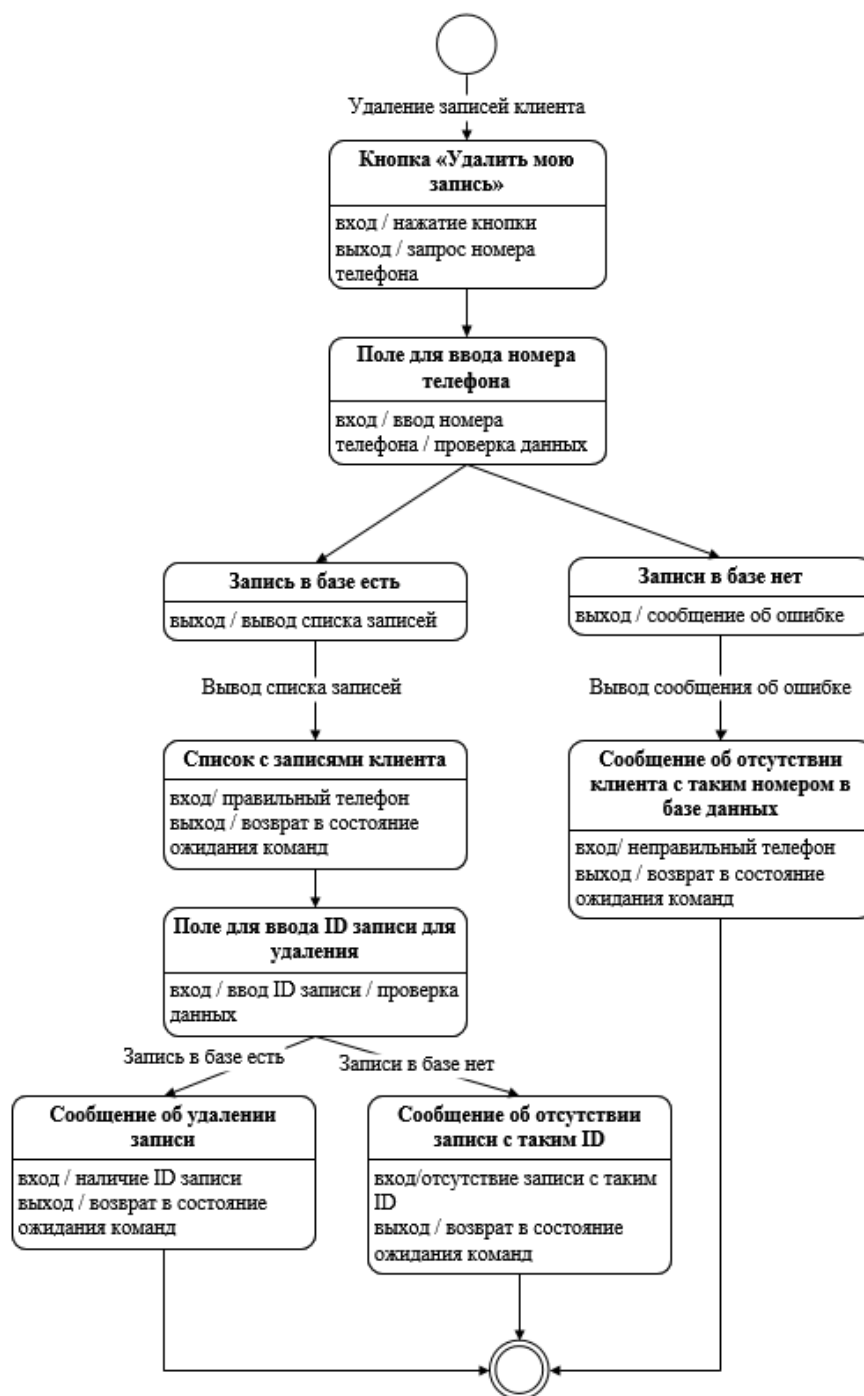 Удаление записей клиента
Кнопка «Удалить мою
запись»
вход / нажатие кнопки
выход / запрос номера
телефона
Поле для ввода номера
телефона
вход / ввод номера
телефона / проверка данных
Запись в базе есть
выход / вывод списка записей
Записи в базе нет
выход / сообщение об ошибке
Вывод списка записей
Вывод сообщения об ошибке
Список с записями клиента
вход/ правильный телефон
выход / возврат в состояние
ожидания команд
Сообщение об отсутствии
клиента с таким номером в
базе данных
вход/ неправильный телефон
выход / возврат в состояние
ожидания команд
Поле для ввода ID записи для
удаления
вход / ввод ID записи / проверка
данных
Запись в базе есть
Записи в базе нет
Сообщение об удалении
записи
вход / наличие ID записи
выход / возврат в состояние
ожидания команд
Сообщение об отсутствии
записи с таким ID
вход/отсутствие записи с таким
ID
выход / возврат в состояние
ожидания команд